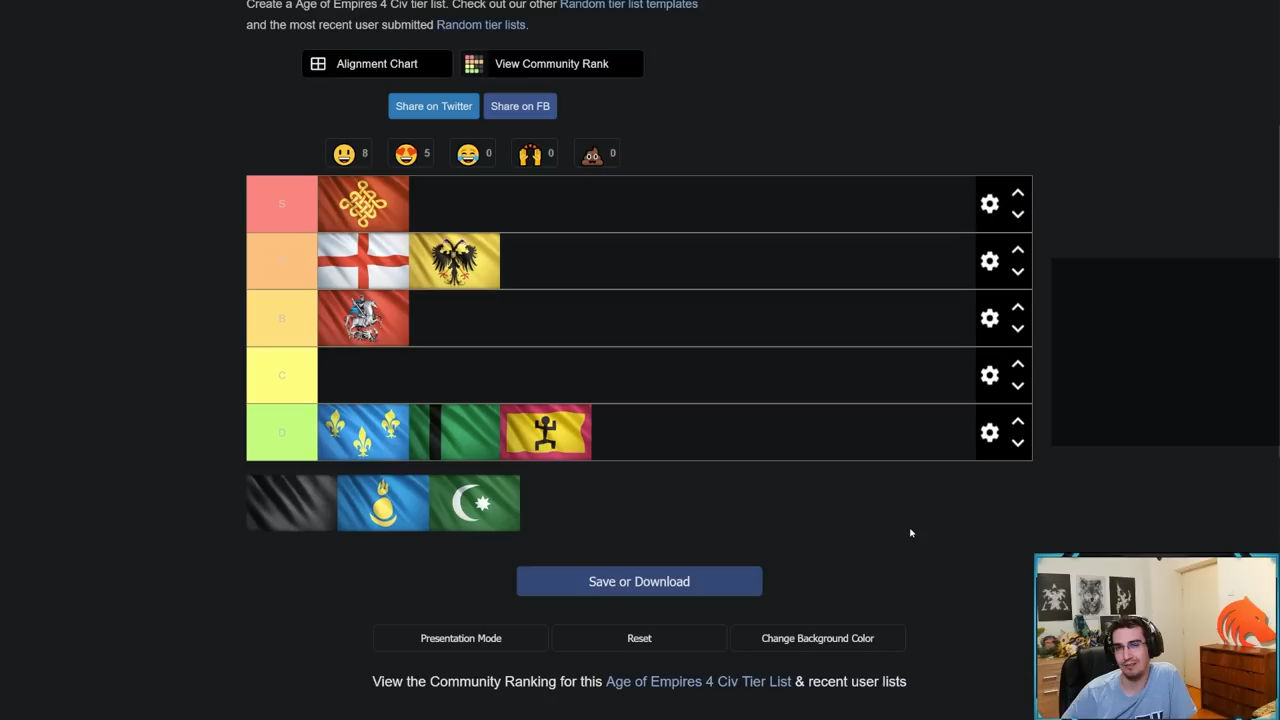 Create a Age of Empires 4 Civ tier list. Check out our other Random tier list templates
and the most recent user submitted Random tier lists.
Alignment Chart
View Community Rank
Share on Twitter
Share on FB
8
5
0
0
0
S
B
C
D
Save or Download
Presentation Mode
Reset
Change Background Color
View the Community Ranking for this Age of Empires 4 Civ Tier List & recent user lists